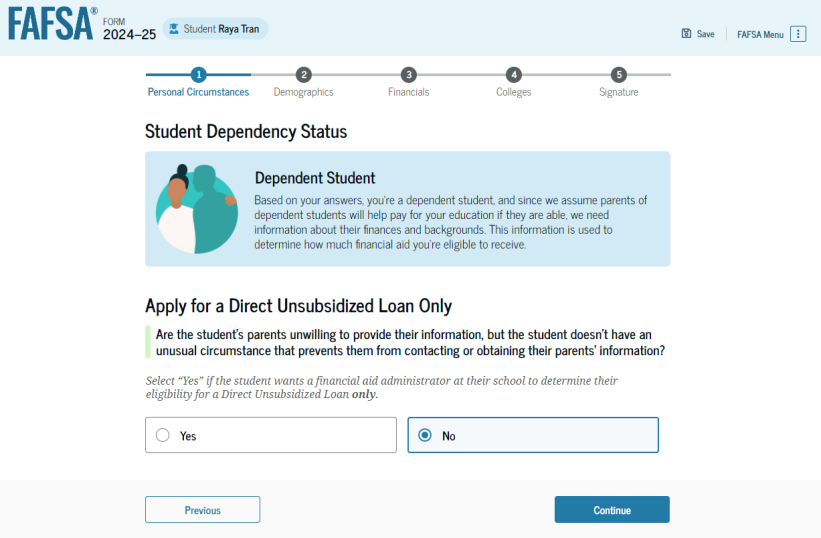 FAFSA®
FORM
2024–25
Student Raya Tran
Save
FAFSA Menu
1
2
3
4
5
Personal Circumstances
Demographics
Financials
Colleges
Signature
Student Dependency Status
Dependent Student
Based on your answers, you're a dependent student, and since we assume parents of
dependent students will help pay for your education if they are able, we need
information about their finances and backgrounds. This information is used to
determine how much financial aid you're eligible to receive.
Apply for a Direct Unsubsidized Loan Only
Are the student's parents unwilling to provide their information, but the student doesn't have an
unusual circumstance that prevents them from contacting or obtaining their parents' information?
Select “Yes” if the student wants a financial aid administrator at their school to determine their
eligibility for a Direct Unsubsidized Loan only.
Yes
No
Previous
Continue